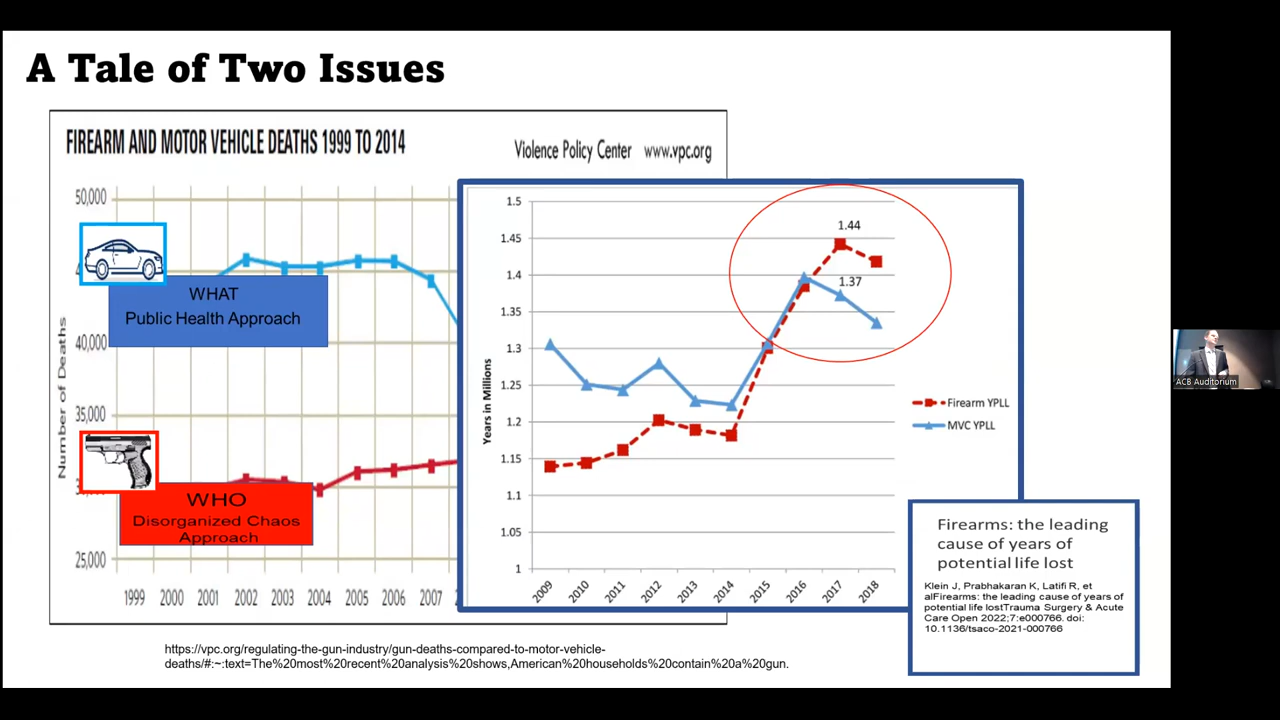 A Tale of Two Issues
FIREARM AND MOTOR VEHICLE DEATHS 1999 TO 2014
Violence Policy Center www.vpc.org
50,000
40,000
35,000
25,000
Number of Deaths
WHAT
Public Health Approach
WHO
Disorganized Chaos
Approach
1999 2000 2001 2002 2003 2004 2005 2006 2007
1.5
1.45
1.4
1.35
1.3
1.25
1.2
1.15
1.1
1.05
1
Years in Millions
1.44
1.37
2009 2010 2011 2012 2013 2014 2015 2016 2017 2018
Firearm YPLL
MVC YPLL
Firearms: the leading
cause of years of
potential life lost
Klein J, Prabhakaran K, Latifi R, et
alFirearms: the leading cause of years of
potential life lostTrauma Surgery & Acute
Care Open 2022;7:e000766. doi:
10.1136/tsaco-2021-000766
https://vpc.org/regulating-the-gun-industry/gun-deaths-compared-to-motor-vehicle-
deaths/#:~:text=The%20most%20recent%20analysis%20shows,American%20households%20contain%20a%20gun.
ACB Auditorium